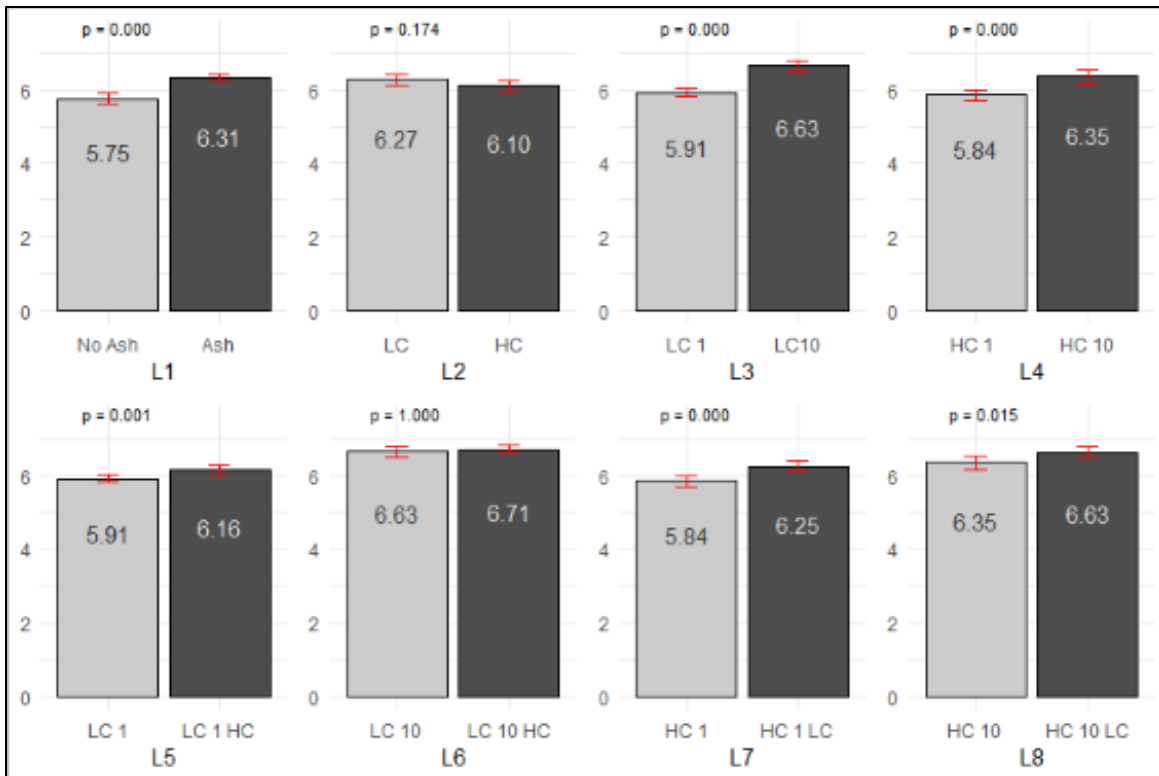 p = 0.000 p = 0.174 p = 0.000 p = 0.000
6 6 6 6
5.75 6.31 6.27 6.10 5.91 6.63 5.84 6.35
4 4 4 4
2 2 2 2
0 0 0 0
No Ash Ash LC HC LC 1 LC10 HC 1 HC 10
L1 L2 L3 L4
p = 0.001 p = 1.000 p = 0.000 p = 0.015
6 6 6 6
5.91 6.16 6.63 6.71 5.84 6.25 6.35 6.63
4 4 4 4
2 2 2 2
0 0 0 0
LC 1 LC 1 HC LC 10 LC 10 HC HC 1 HC 1 LC HC 10 HC 10 LC
L5 L6 L7 L8